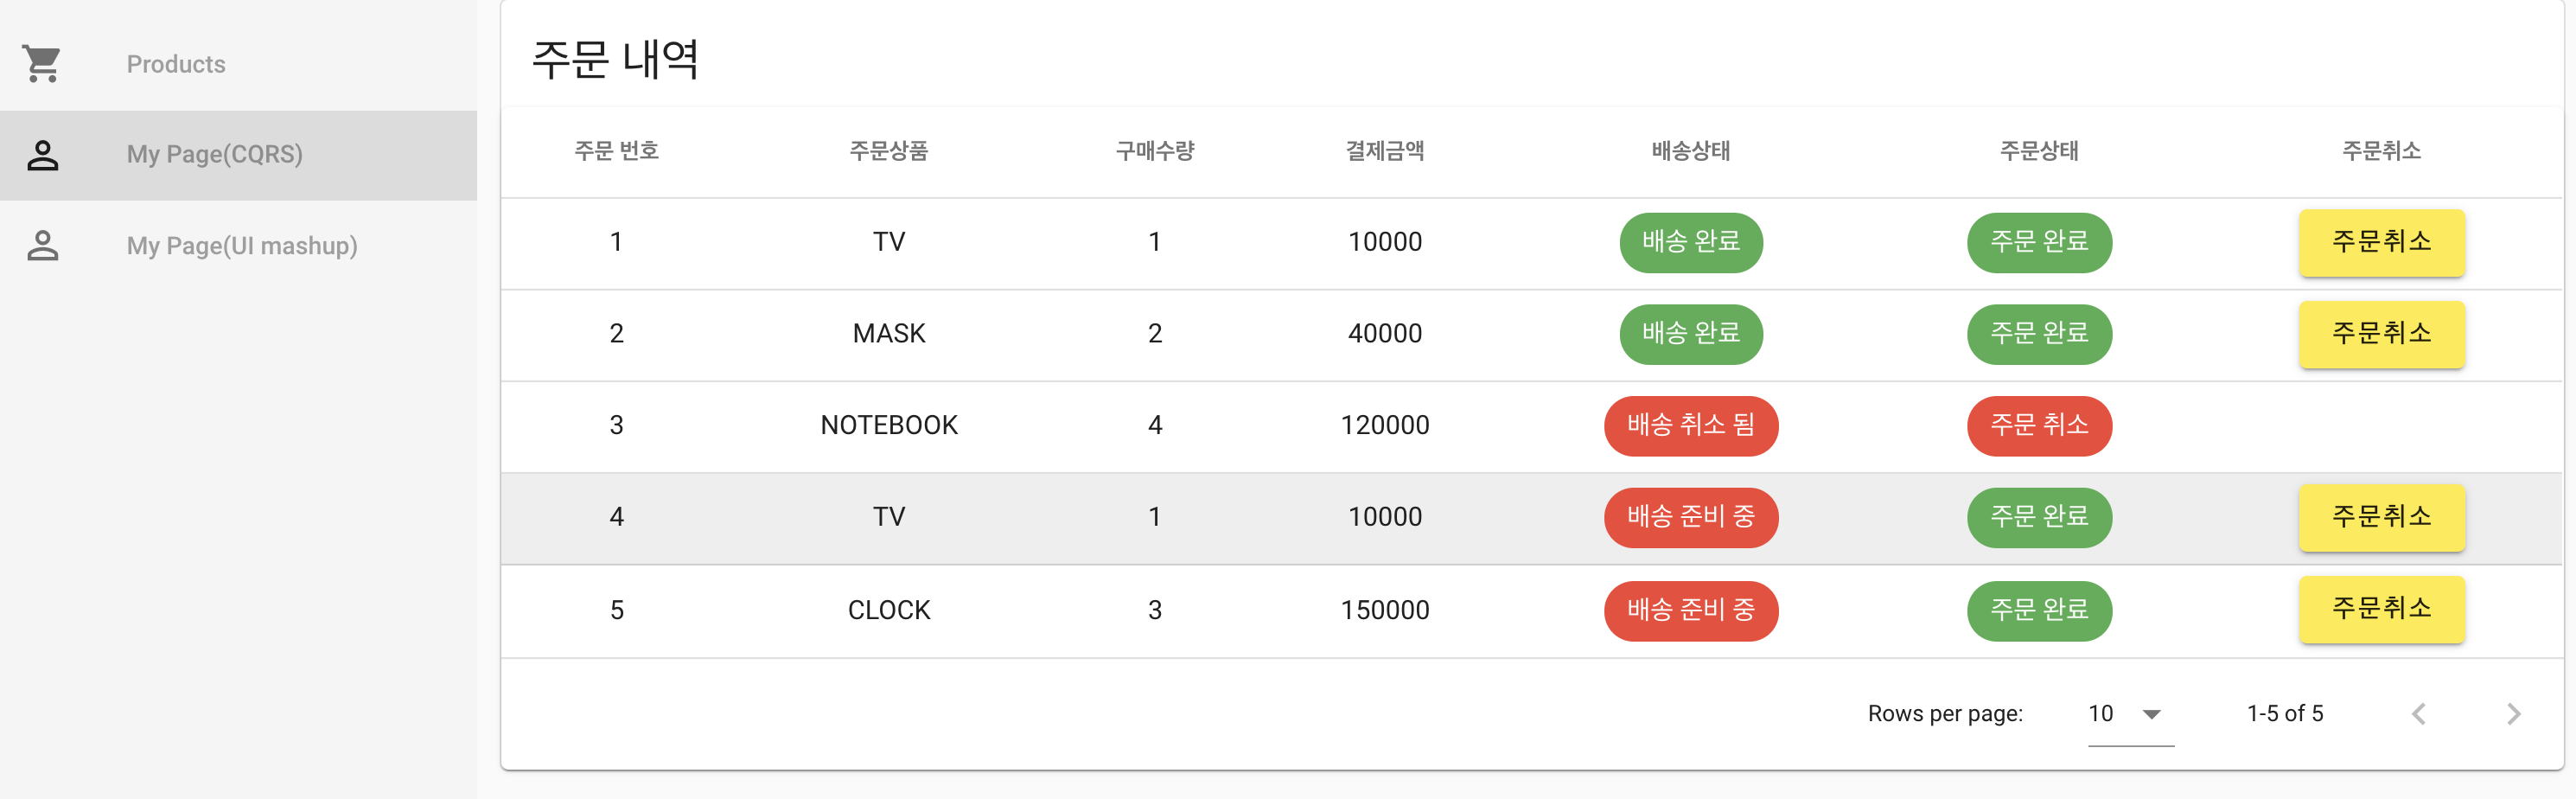 Products
My Page(CQRS)
My Page(UI mashup)
주문 내역
주문 번호 주문상품 구매수량 결제금액 배송상태 주문상태 주문취소
1 TV 1 10000 배송 완료 주문 완료 주문취소
2 MASK 2 40000 배송 완료 주문 완료 주문취소
3 NOTEBOOK 4 120000 배송 취소 됨 주문 취소
4 TV 1 10000 배송 준비 중 주문 완료 주문취소
5 CLOCK 3 150000 배송 준비 중 주문 완료 주문취소
Rows per page: 10 1-5 of 5